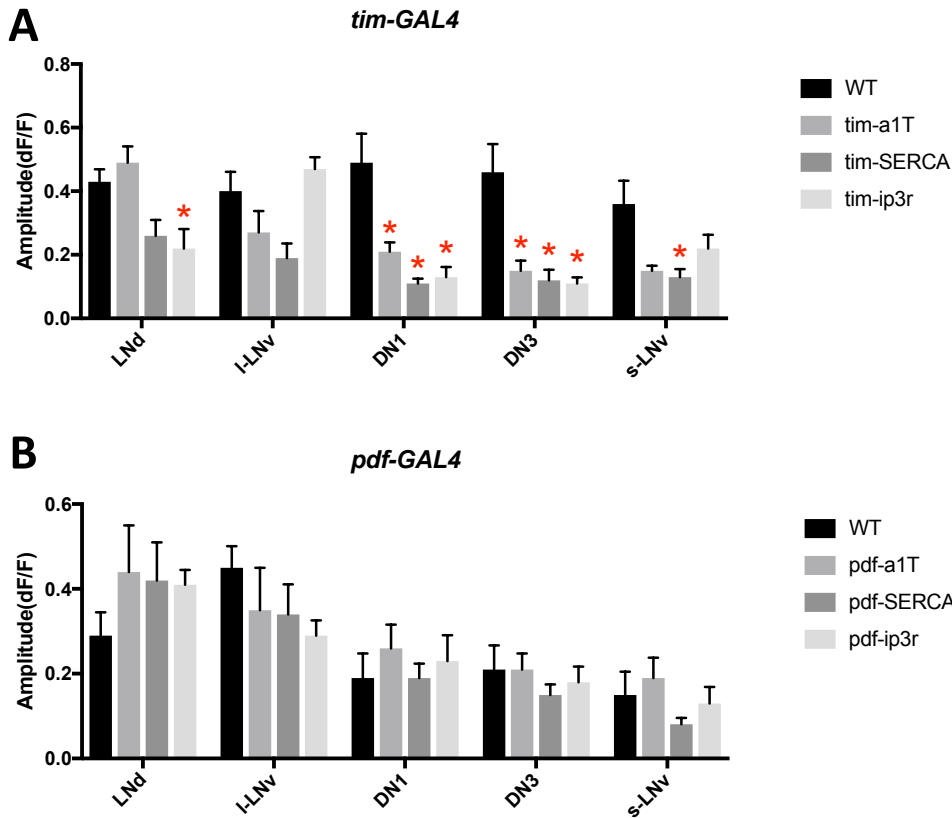 A
tim-GAL4
Amplitude(dF/F)
0.8
0.6
0.4
0.2
0.0
* * * * * * * *
LNd l-LNv DN1 DN3 s-LNv
WT
tim-a1T
tim-SERCA
tim-ip3r
B
pdf-GAL4
Amplitude(dF/F)
0.6
0.4
0.2
0.0
LNd l-LNv DN1 DN3 s-LNv
WT
pdf-a1T
pdf-SERCA
pdf-ip3r